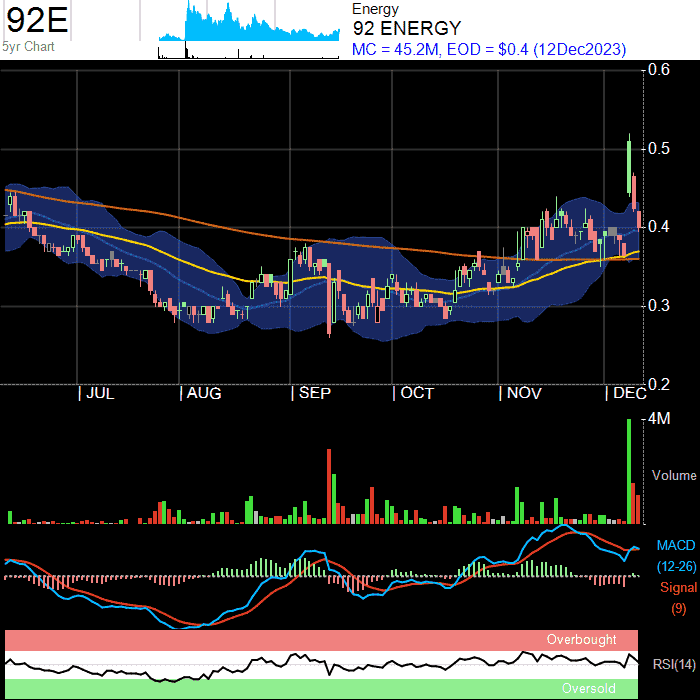 92E
5yr Chart
Energy
92 ENERGY
MC = 45.2M, EOD = $0.4 (12Dec2023)
0.6
0.5
0.4
0.3
0.2
JUL
AUG
SEP
OCT
NOV
DEC
4M
Volume
MACD
(12-26)
Signal
(9)
Overbought
RSI(14)
Oversold